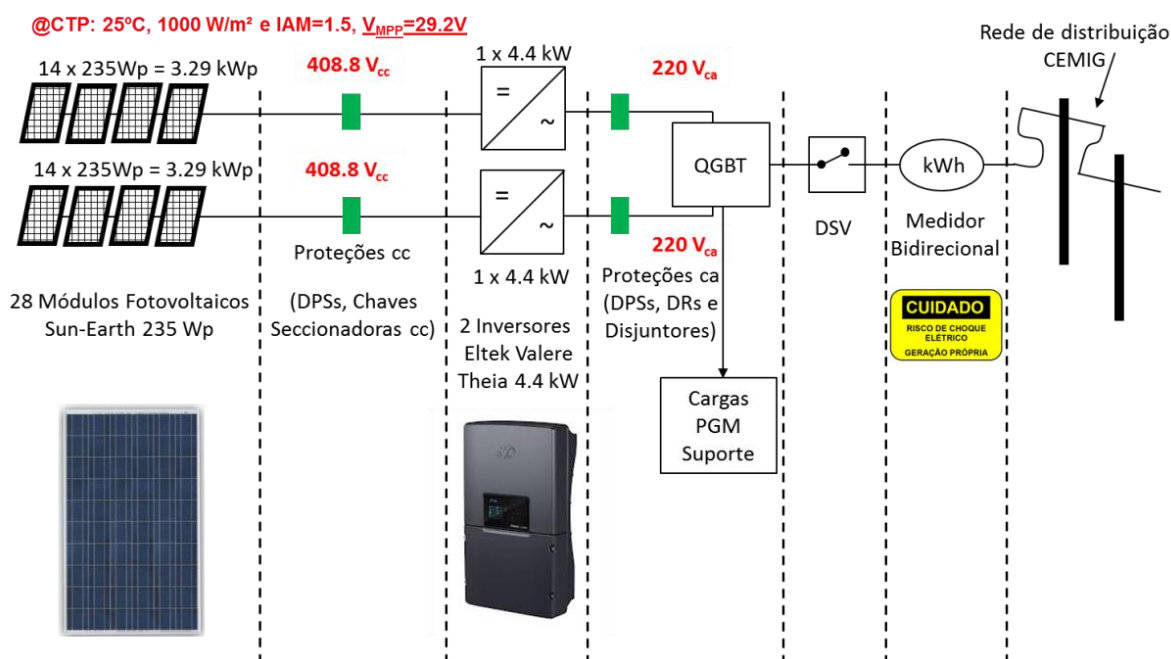 @CTP: 25ºC, 1000 W/m² e IAM=1.5, V_MPP=29.2V
14 x 235Wp = 3.29 kWp
408.8 Vcc
1 x 4.4 kW
=
~
220 Vca
Rede de distribuição
CEMIG
14 x 235Wp = 3.29 kWp
408.8 Vcc
=
~
1 x 4.4 kW
220 Vca
QGBT
DSV
kWh
Medidor
Bidirecional
Proteções cc
(DPSs, Chaves
Seccionadoras cc)
28 Módulos Fotovoltaicos
Sun-Earth 235 Wp
2 Inversores
Eltek Valere
Theia 4.4 kW
Proteções ca
(DPSs, DRs e
Disjuntores)
CUIDADO
RISCO DE CHOQUE
ELÉTRICO
GERAÇÃO PRÓPRIA
Cargas
PGM
Suporte